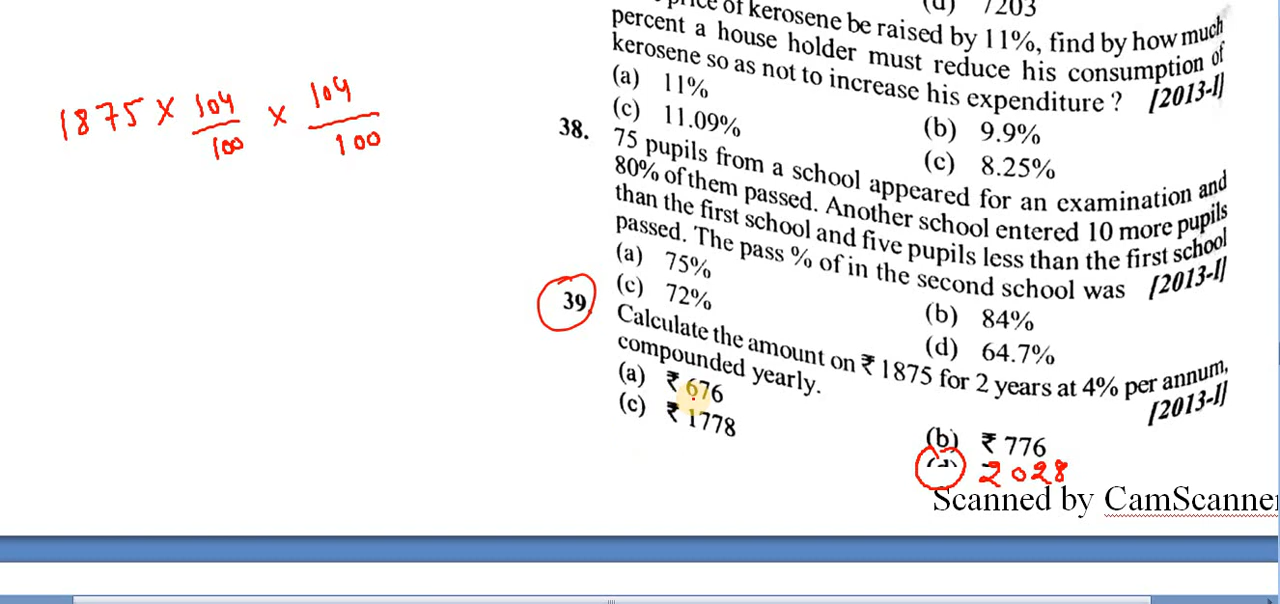 (d) 7203
price of kerosene be raised by 11%, find by how much
percent a house holder must reduce his consumption of
kerosene so as not to increase his expenditure ? [2013-I]
(a) 11%
(b) 9.9%
(c) 11.09%
(c) 8.25%
38. 75 pupils from a school appeared for an examination and
80% of them passed. Another school entered 10 more pupils
than the first school and five pupils less than the first school
passed. The pass % of in the second school was [2013-I]
(a) 75%
(b) 84%
(c) 72%
(d) 64.7%
39. Calculate the amount on ₹ 1875 for 2 years at 4% per annum,
compounded yearly. [2013-I]
(a) ₹ 676
(b) ₹ 776
(c) ₹ 1778
(d) 2028
Scanned by CamScanner
1875 × 104/100 × 104/100